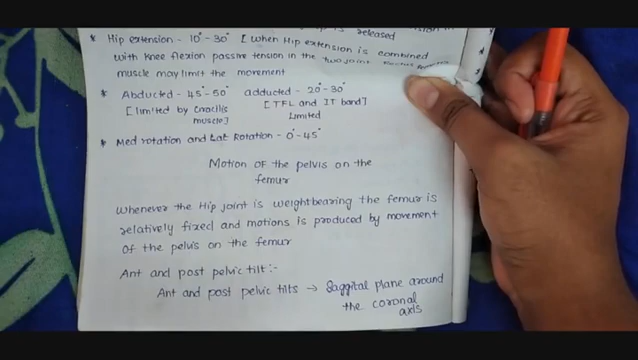 is released
* Hip extension - 10° - 30° [ when Hip extension is combined
with Knee flexion passive tension in the two joint
muscle may limit the movement
* Abducted - 45° - 50° adducted - 20° - 30°
[limited by Gracilis muscle] [TFL and IT band] Limited
* Med rotation and Lat Rotation - 0° - 45°
Motion OF the pelvis on the
femur
Whenever the Hip joint is weightbearing the femur is
relatively fixed and motions is produced by movement
of the pelvis on the femur
Ant and post pelvic tilt :-
Ant and post pelvic tilts → Saggital plane around
the coronal
axis